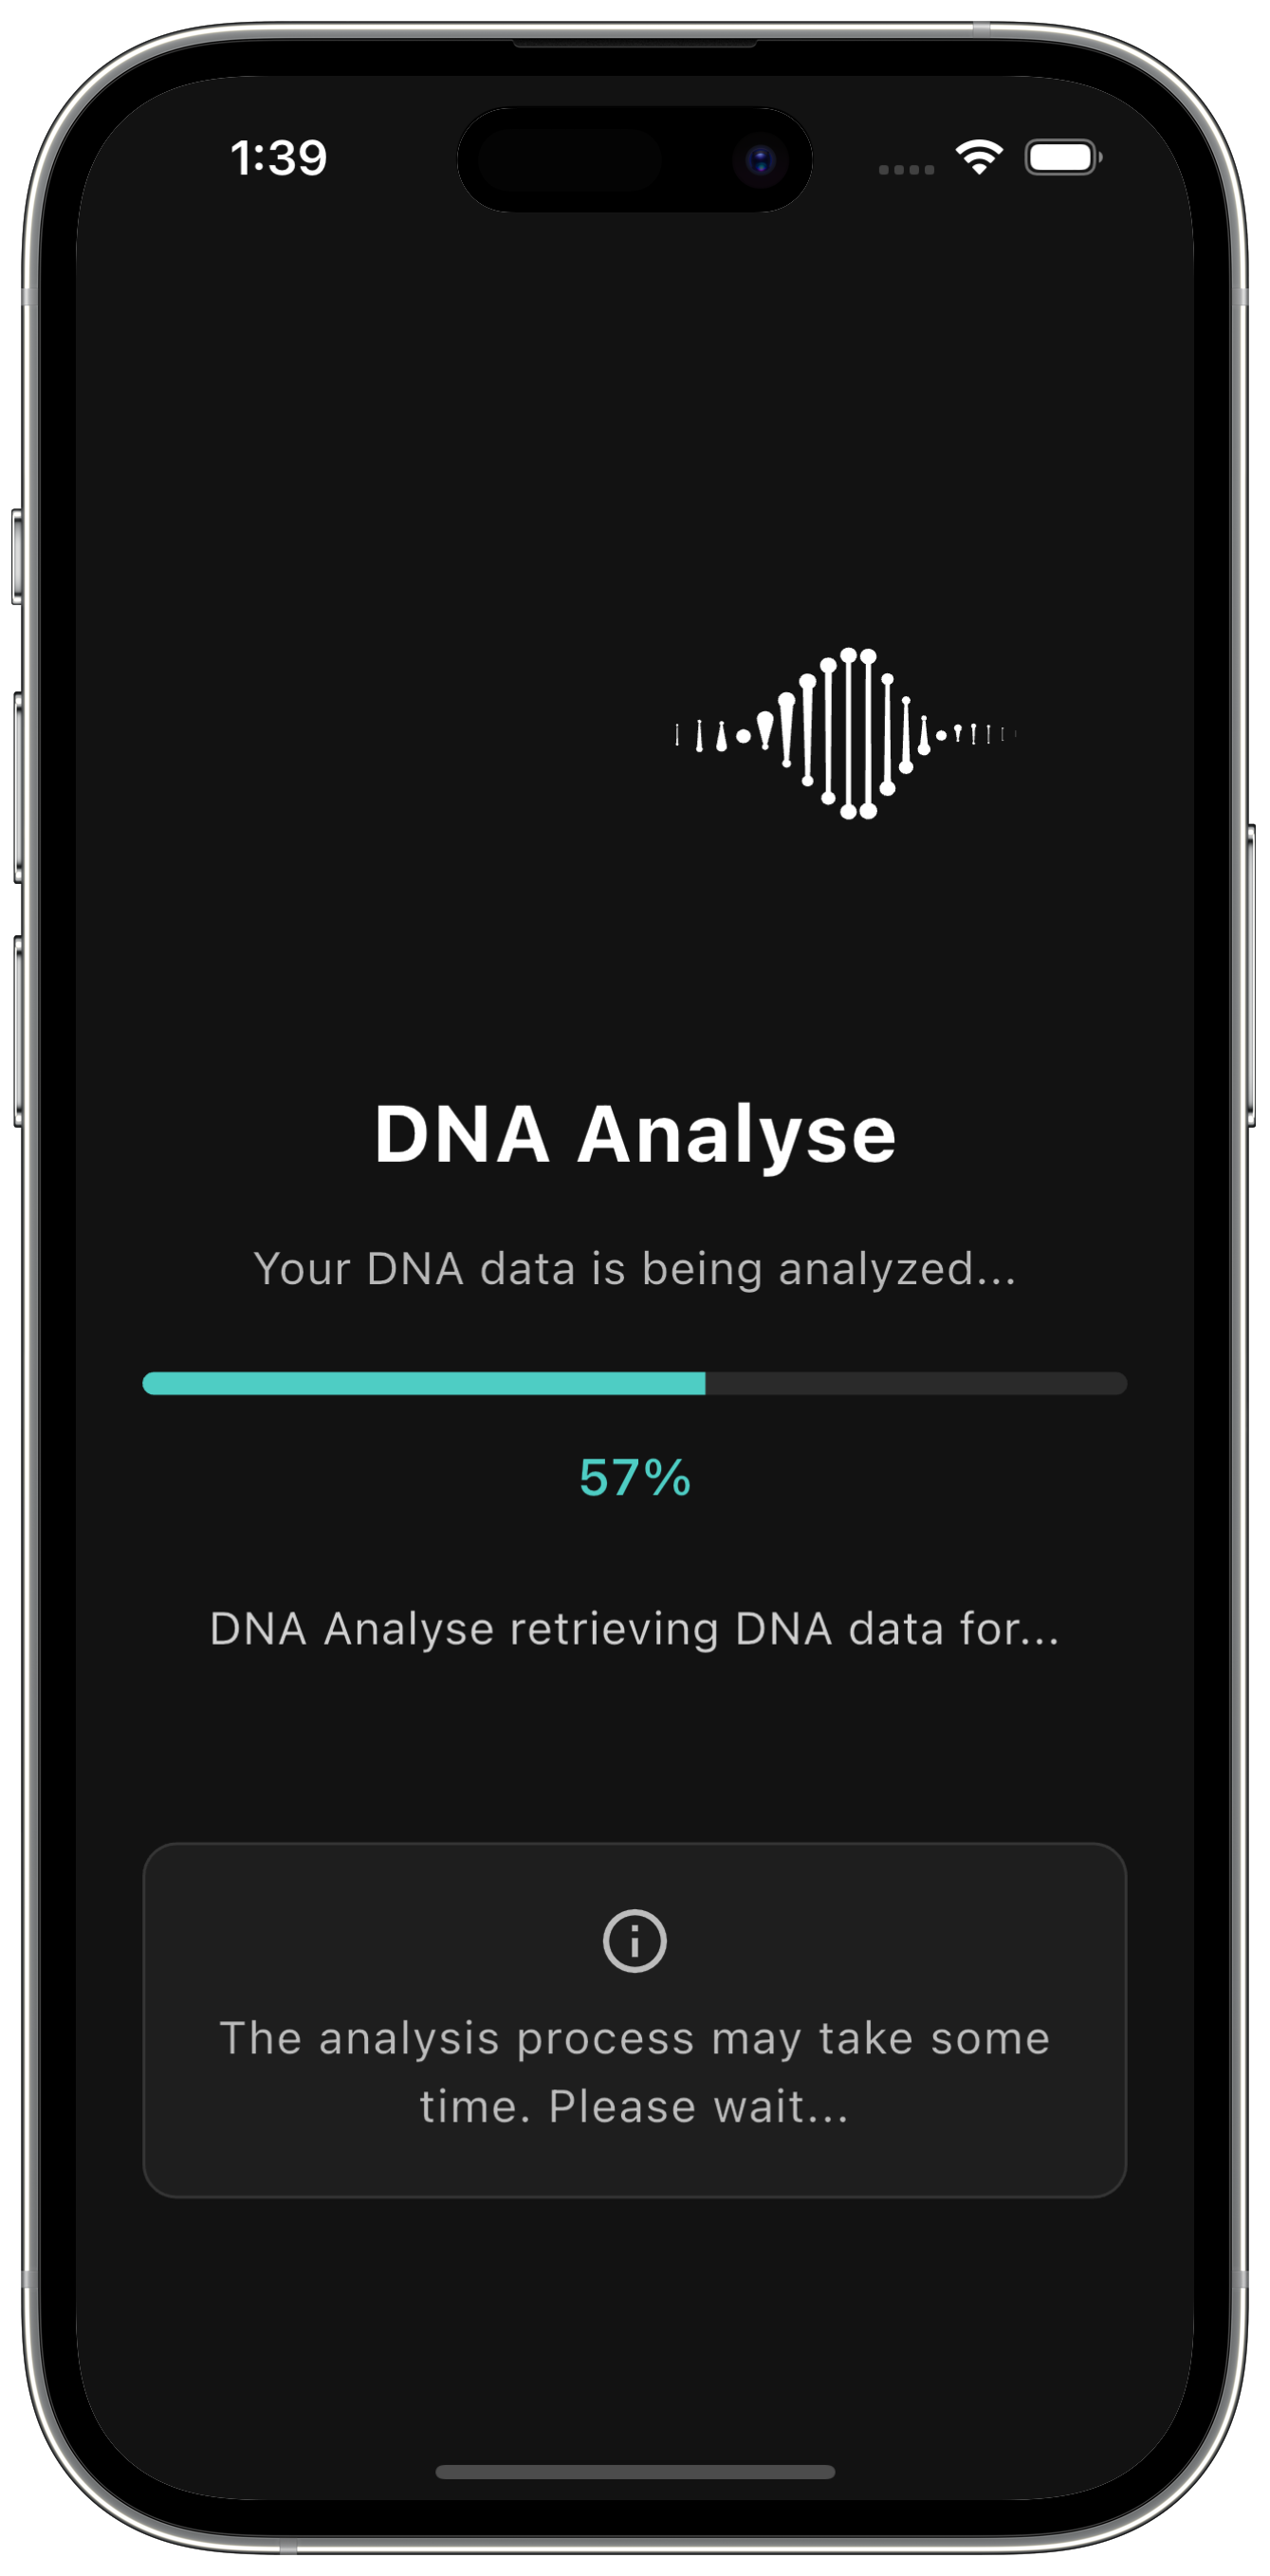 1:39
DNA Analyse
Your DNA data is being analyzed...
57%
DNA Analyse retrieving DNA data for...
The analysis process may take some
time. Please wait...